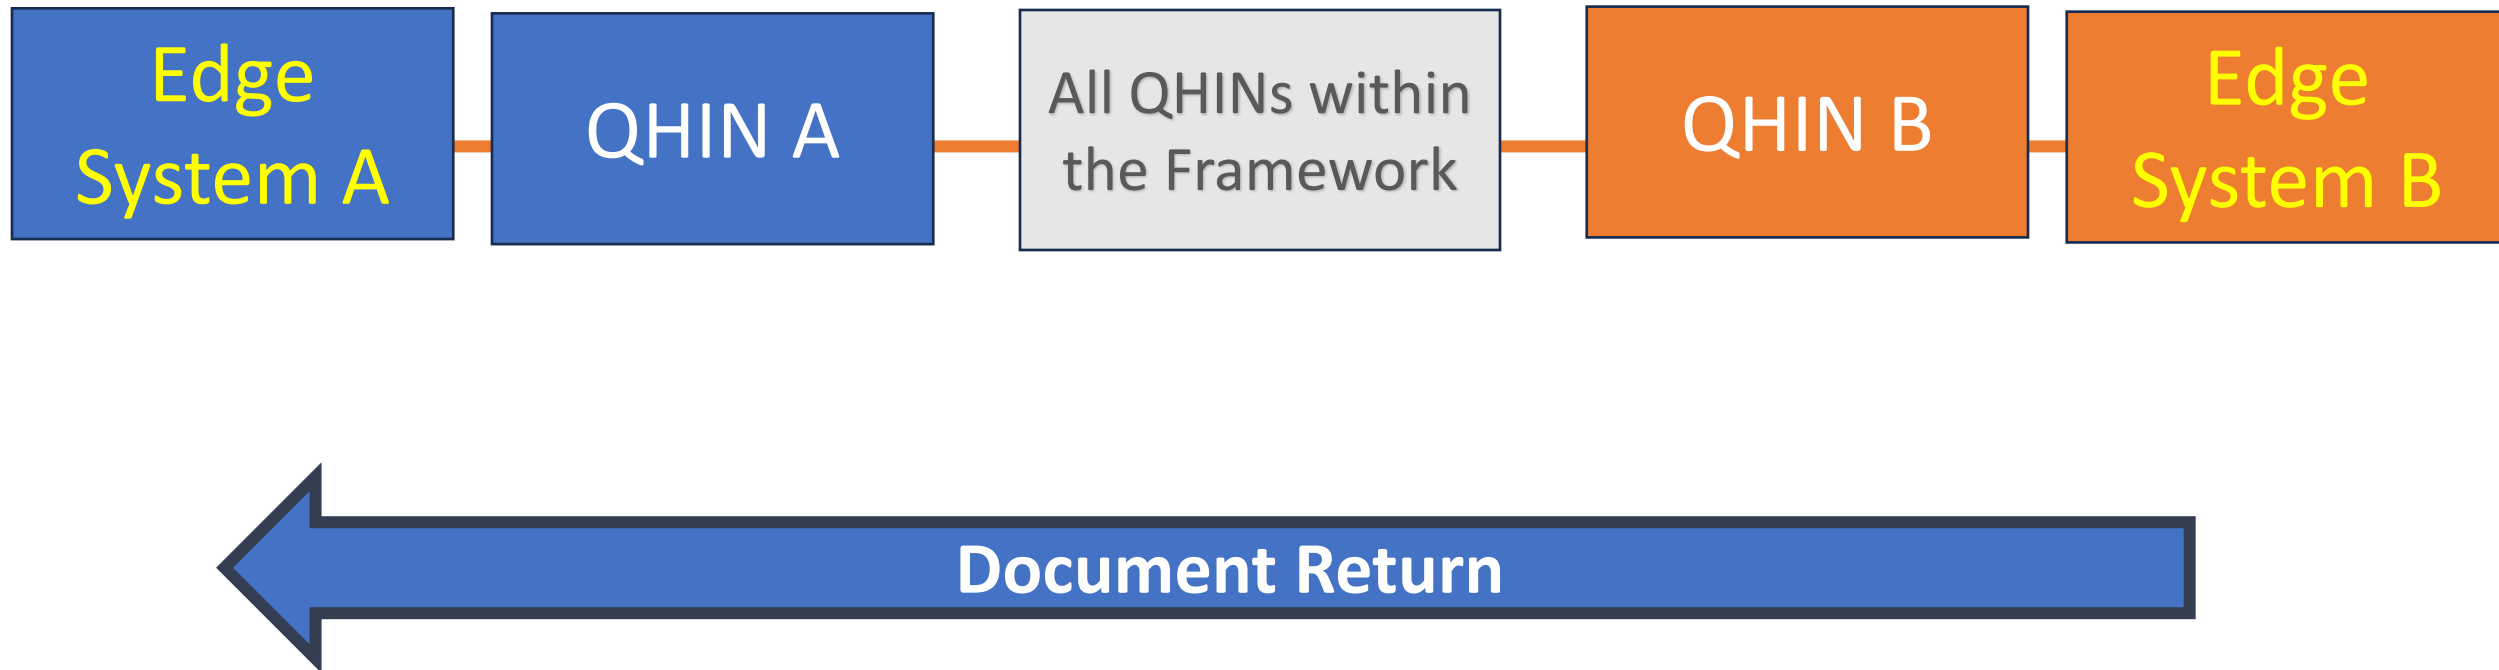 Edge
System A
QHIN A
All QHINs within
the Framework
QHIN B
Edge
System B
Document Return